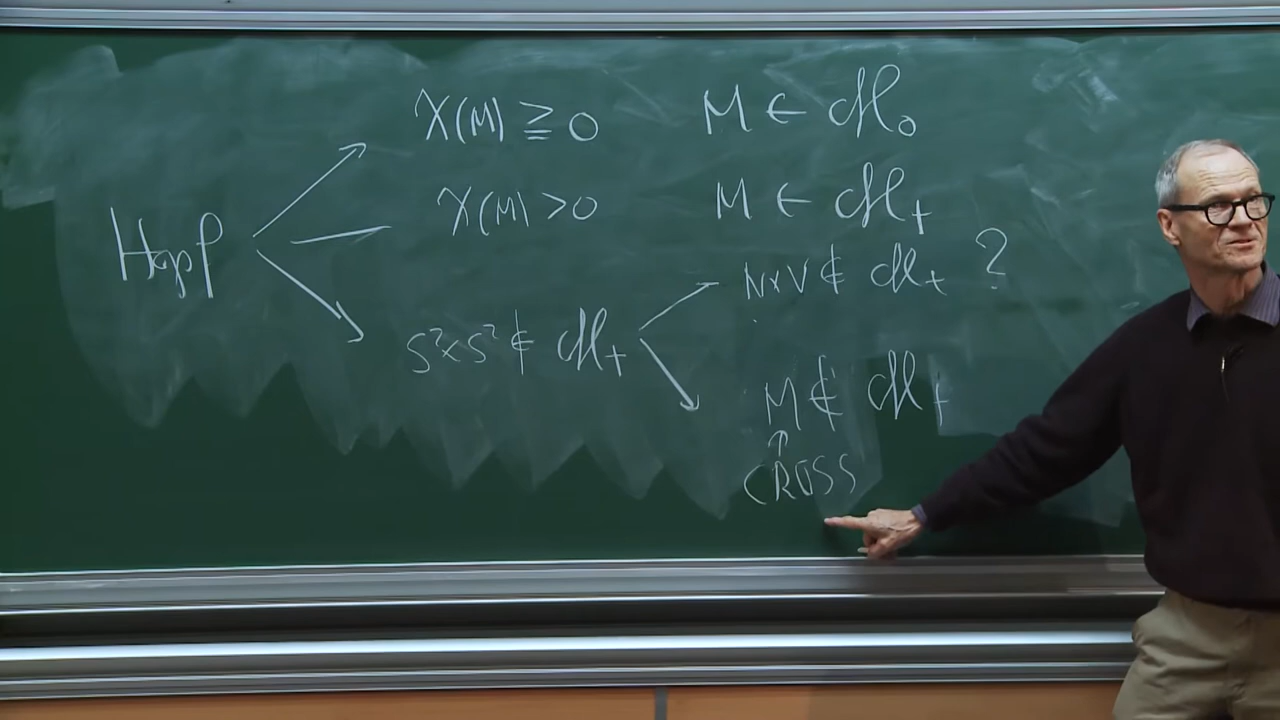 χ(M) ≧ 0 M ∈ ℳ₀
Hopf χ(M) > 0 M ∈ ℳ₊
N×V ∉ ℳ₊ ?
S²×S² ∉ ℳ₊
M ∉ ℳ₊
↑
CROSS